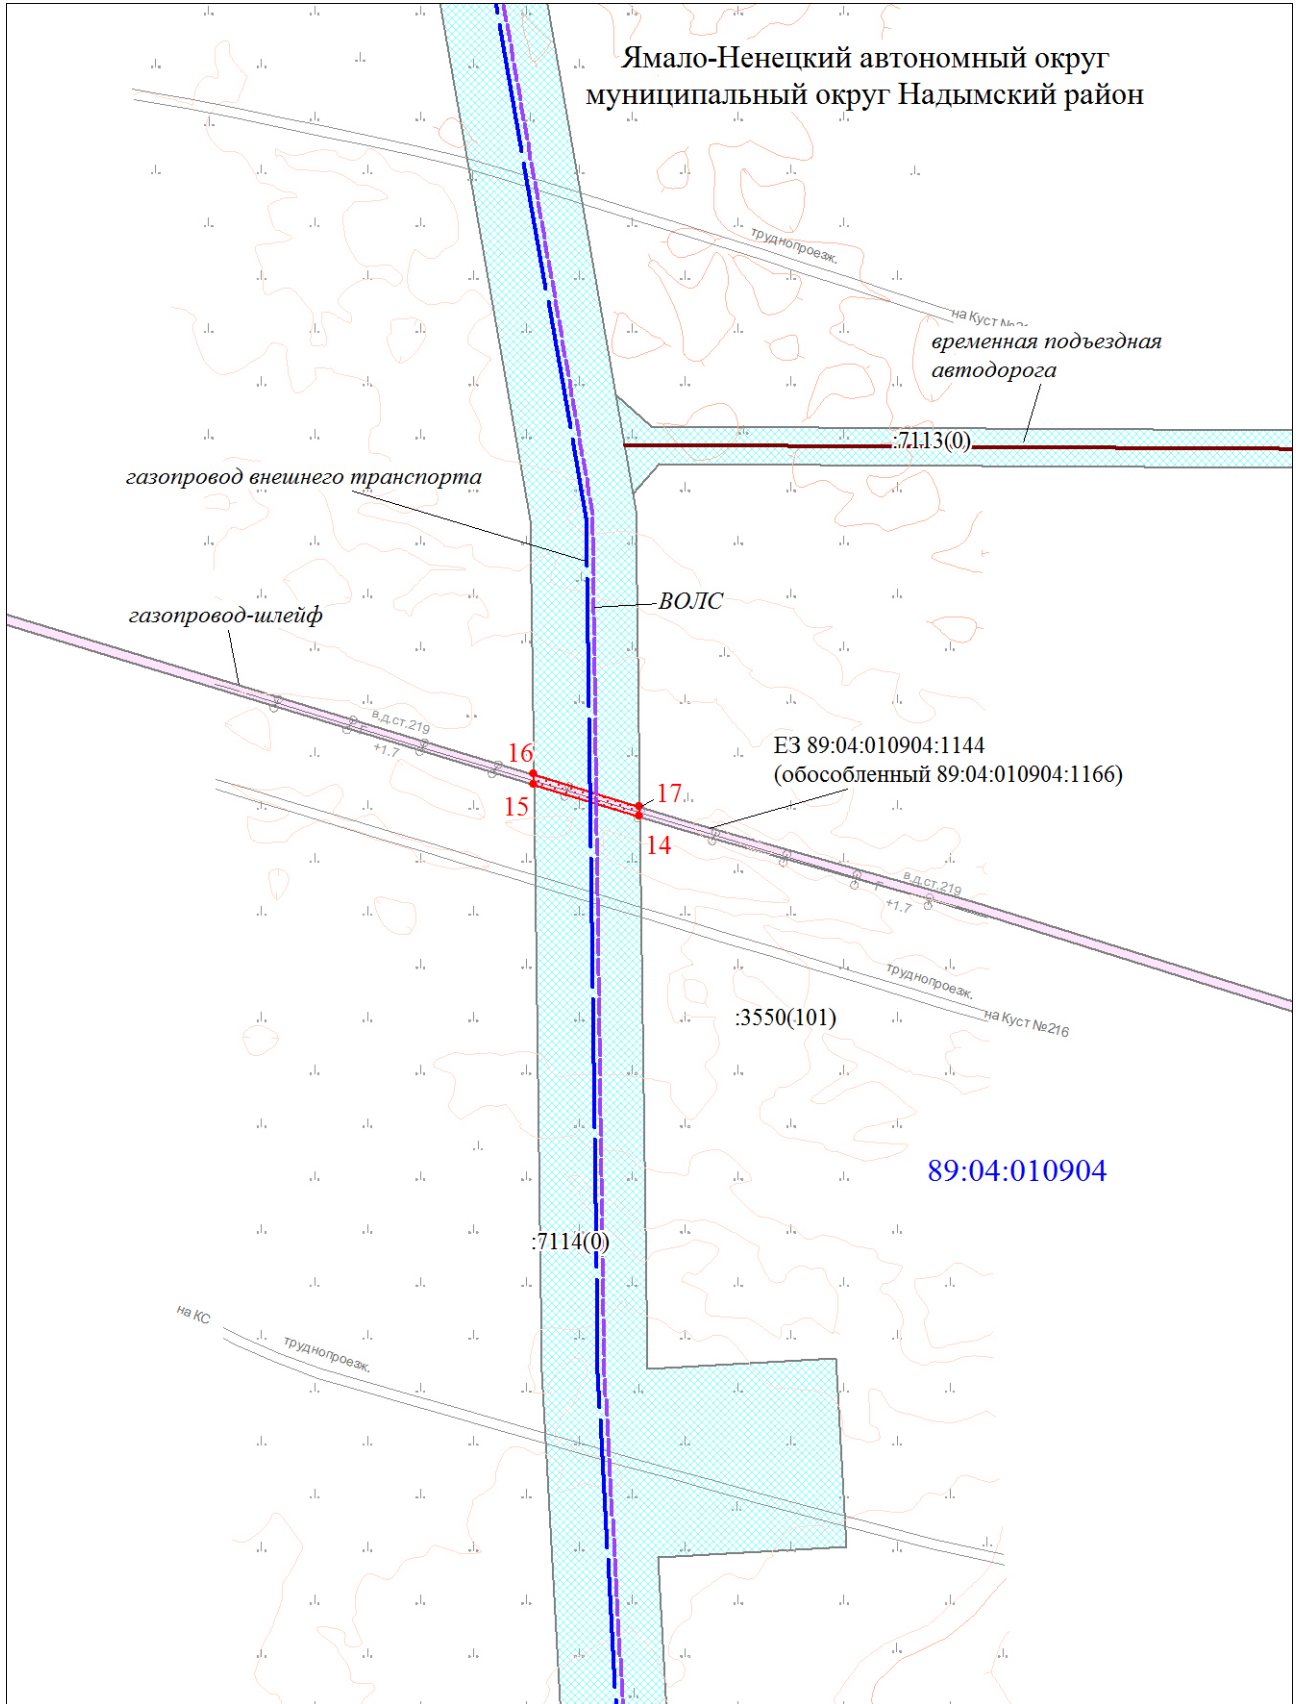 Ямало-Ненецкий автономный округ
муниципальный округ Надымский район
труднопроезж.
на Куст
временная подъездная
автодорога
:7113(0)
газопровод внешнего транспорта
ВОЛС
газопровод-шлейф
в.д.ст.219
Г
+1.7
16
15
17
14
ЕЗ 89:04:010904:1144
(обособленный 89:04:010904:1166)
в.д.ст.219
Г
+1.7
труднопроезж.
на Куст №216
:3550(101)
89:04:010904
:7114(0)
на КС
труднопроезж.